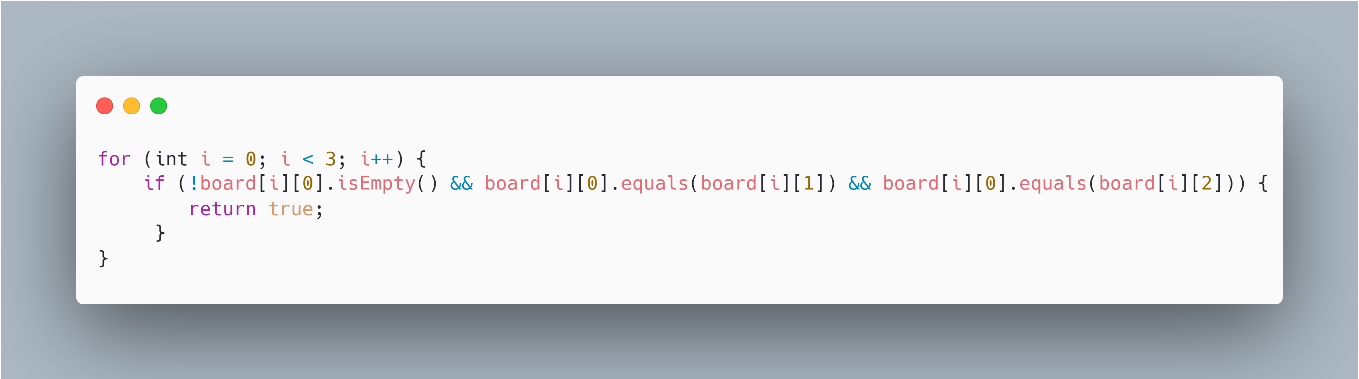 for (int i = 0; i < 3; i++) {
    if (!board[i][0].isEmpty() && board[i][0].equals(board[i][1]) && board[i][0].equals(board[i][2])) {
        return true;
     }
}